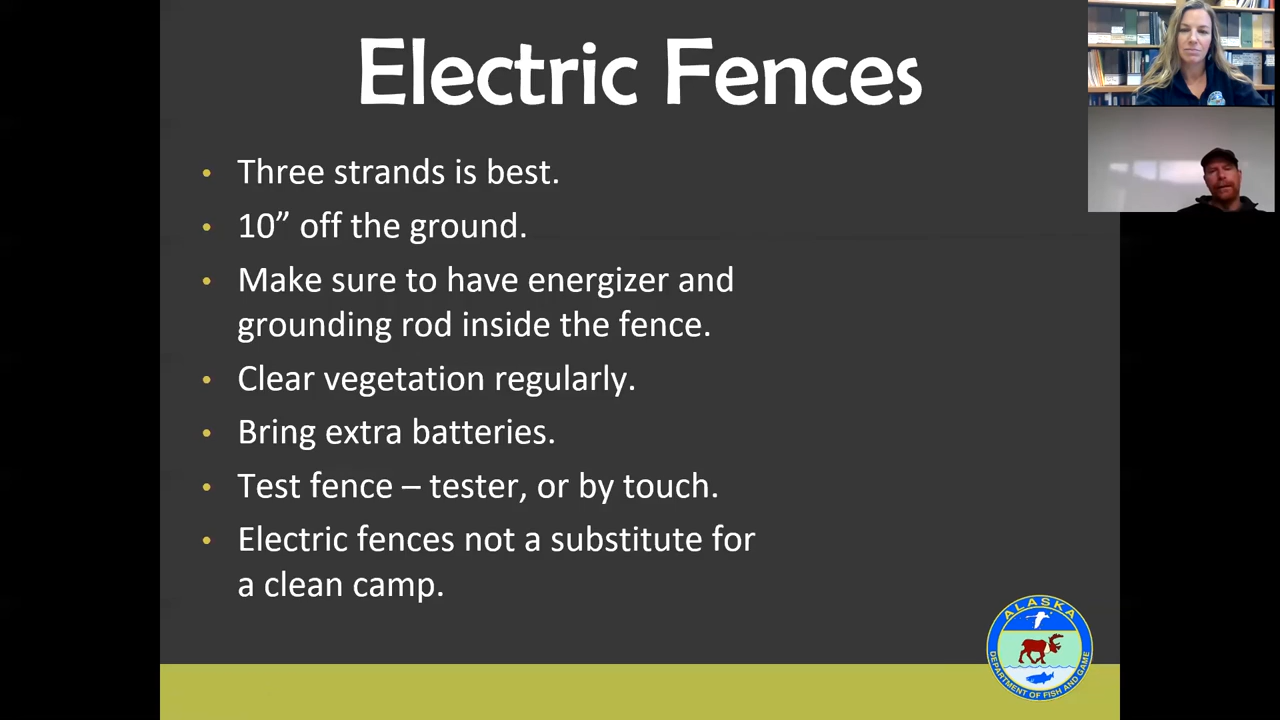 Electric Fences
• Three strands is best.
• 10” off the ground.
• Make sure to have energizer and
grounding rod inside the fence.
• Clear vegetation regularly.
• Bring extra batteries.
• Test fence – tester, or by touch.
• Electric fences not a substitute for
a clean camp.
ALASKA
DEPARTMENT OF FISH AND GAME